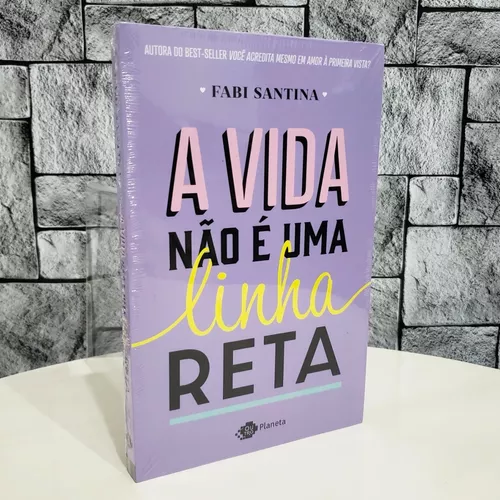 AUTORA DO BEST-SELLER VOCÊ ACREDITA MESMO EM AMOR À PRIMEIRA VISTA?
FABI SANTINA
A VIDA
NÃO É UMA
linha
RETA
Planeta